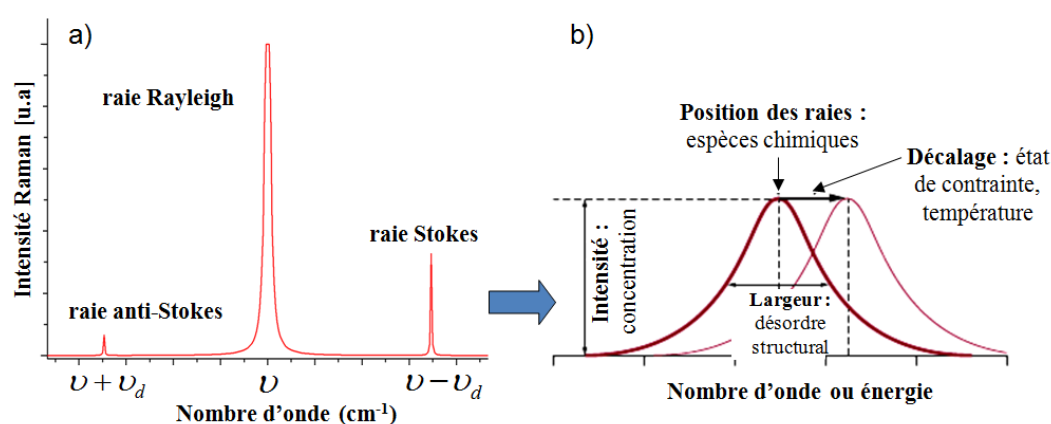 a)
Intensité Raman [u.a]
raie Rayleigh
raie Stokes
raie anti-Stokes
υ + υd
υ
υ − υd
Nombre d’onde (cm-1)
b)
Position des raies :
espèces chimiques
Décalage : état
de contrainte,
température
Intensité :
concentration
Largeur :
désordre
structural
Nombre d’onde ou énergie